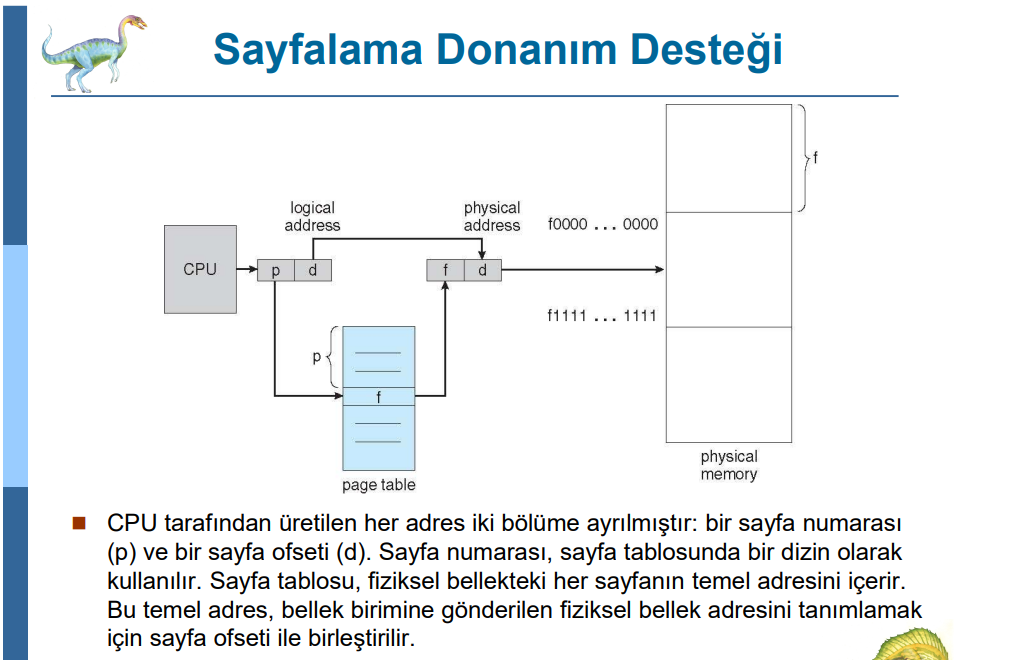 Sayfalama Donanım Desteği
f
logical
address
physical
address
f0000 ... 0000
CPU
p
d
f
d
f1111 ... 1111
p
f
page table
physical
memory
CPU tarafından üretilen her adres iki bölüme ayrılmıştır: bir sayfa numarası
(p) ve bir sayfa ofseti (d). Sayfa numarası, sayfa tablosunda bir dizin olarak
kullanılır. Sayfa tablosu, fiziksel bellekteki her sayfanın temel adresini içerir.
Bu temel adres, bellek birimine gönderilen fiziksel bellek adresini tanımlamak
için sayfa ofseti ile birleştirilir.